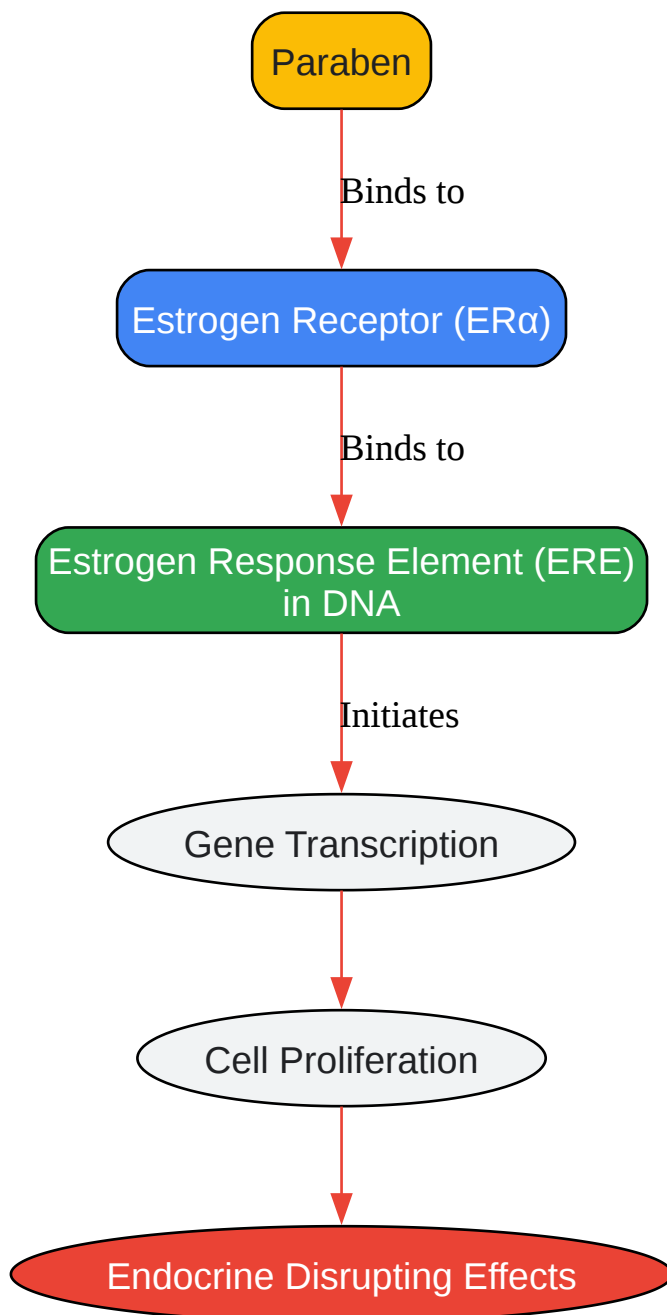 Paraben
Binds to
Estrogen Receptor (ERα)
Binds to
Estrogen Response Element (ERE)
in DNA
Initiates
Gene Transcription
Cell Proliferation
Endocrine Disrupting Effects